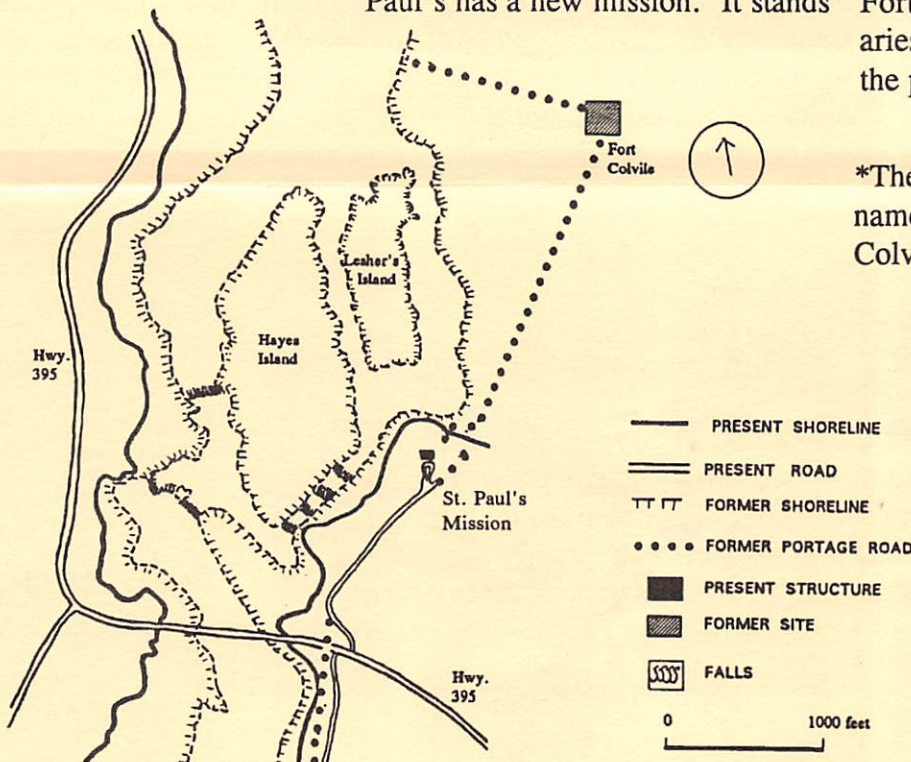 Paul's has a new mission. It stands
Fort
aries
the
*The
name
Colv
Fort
Colvile
Lesher's
Island
Hayes
Island
Hwy.
395
PRESENT SHORELINE
PRESENT ROAD
FORMER SHORELINE
FORMER PORTAGE ROAD
PRESENT STRUCTURE
FORMER SITE
FALLS
0 1000 feet
St. Paul's
Mission
Hwy.
395